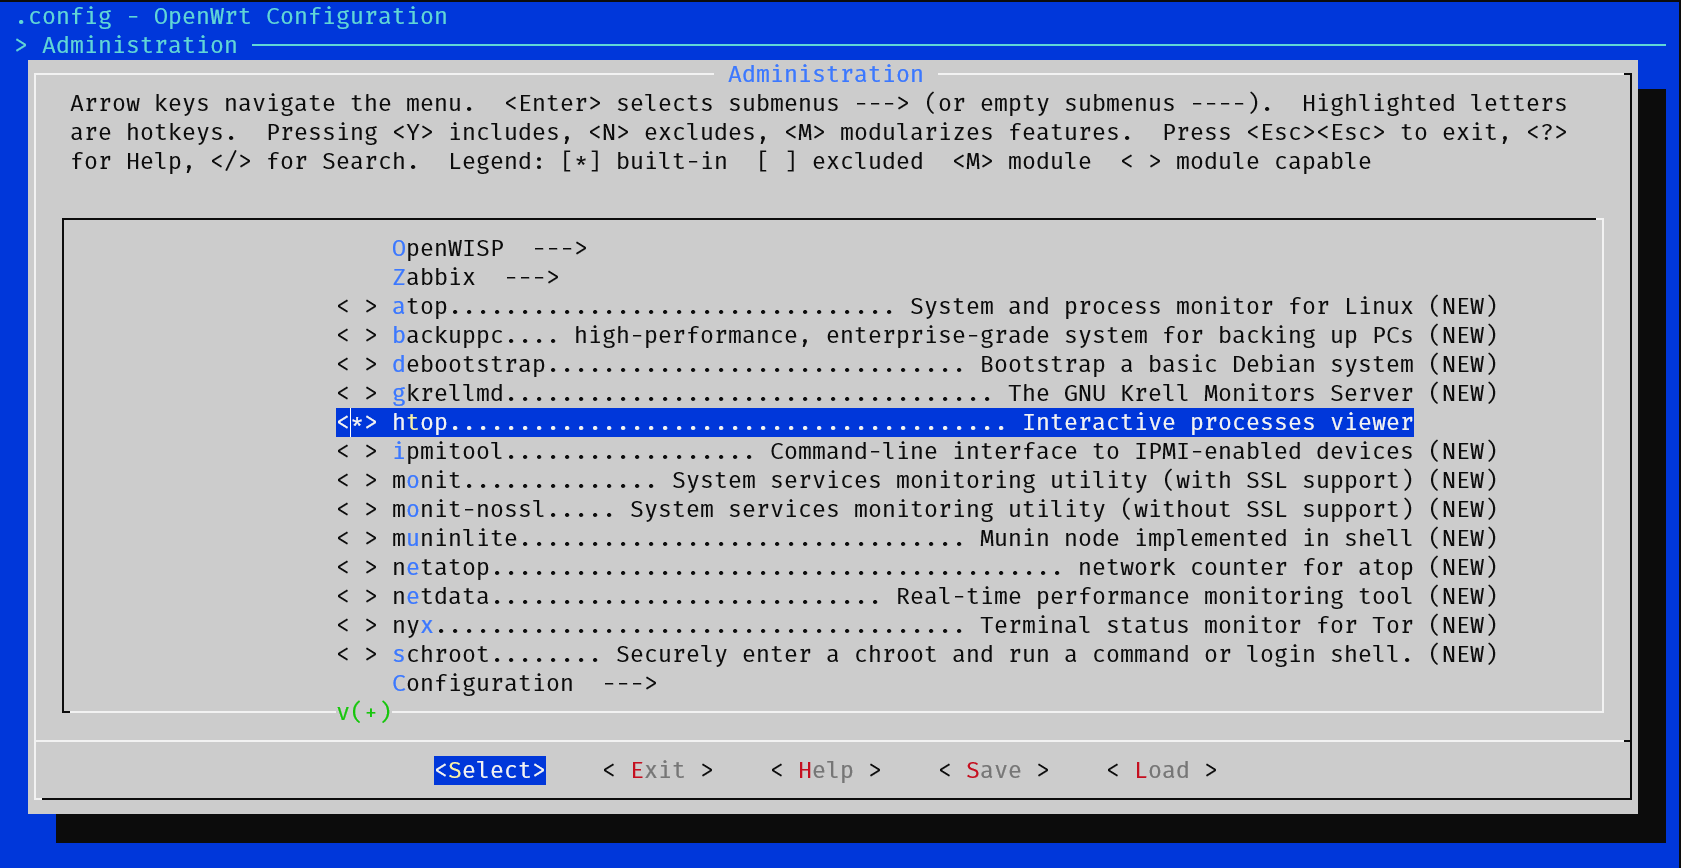 .config - OpenWrt Configuration
> Administration
Administration
Arrow keys navigate the menu.  <Enter> selects submenus ---> (or empty submenus ----).  Highlighted letters
are hotkeys.  Pressing <Y> includes, <N> excludes, <M> modularizes features.  Press <Esc><Esc> to exit, <?>
for Help, </> for Search.  Legend: [*] built-in  [ ] excluded  <M> module  < > module capable
OpenWISP  --->
Zabbix  --->
< > atop................................ System and process monitor for Linux (NEW)
< > backuppc.... high-performance, enterprise-grade system for backing up PCs (NEW)
< > debootstrap.............................. Bootstrap a basic Debian system (NEW)
< > gkrellmd................................... The GNU Krell Monitors Server (NEW)
<*> htop........................................ Interactive processes viewer
< > ipmitool.................. Command-line interface to IPMI-enabled devices (NEW)
< > monit.............. System services monitoring utility (with SSL support) (NEW)
< > monit-nossl..... System services monitoring utility (without SSL support) (NEW)
< > muninlite................................ Munin node implemented in shell (NEW)
< > netatop......................................... network counter for atop (NEW)
< > netdata............................ Real-time performance monitoring tool (NEW)
< > nyx...................................... Terminal status monitor for Tor (NEW)
< > schroot........ Securely enter a chroot and run a command or login shell. (NEW)
Configuration  --->
v(+)
<Select>    < Exit >    < Help >    < Save >    < Load >